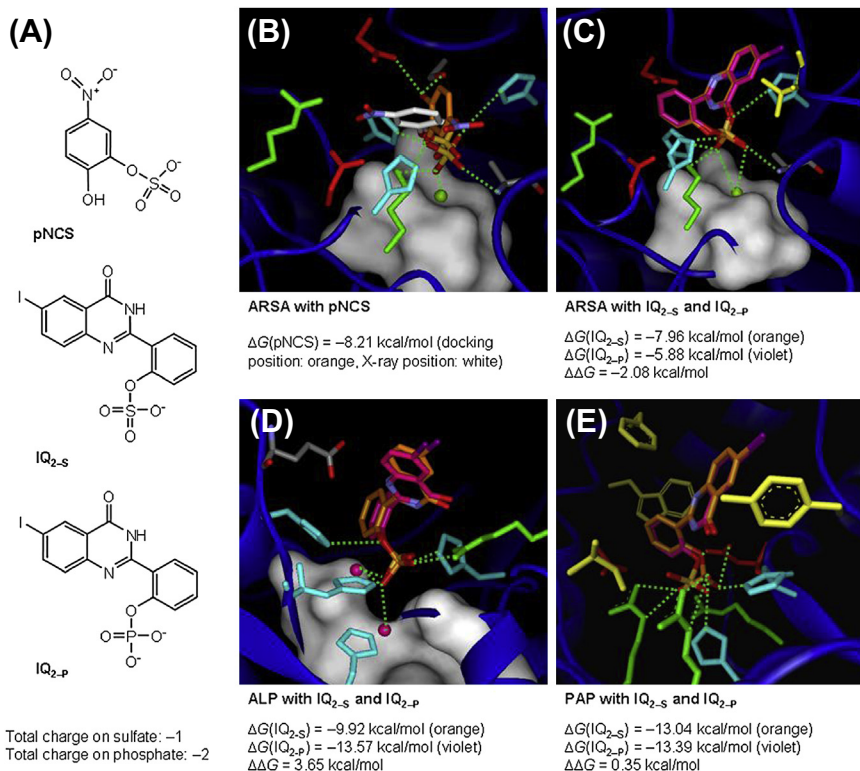 (A)
O
O⁻
N⁺
O
O
O⁻
S
OH
O
O
pNCS
O
I
NH
N
O
O
S
O⁻
O
IQ₂₋S
O
I
NH
N
O
O
P
O⁻
O⁻
IQ₂₋P
Total charge on sulfate: –1
Total charge on phosphate: –2
(B)
ARSA with pNCS
ΔG(pNCS) = –8.21 kcal/mol (docking
position: orange, X-ray position: white)
(C)
ARSA with IQ₂₋S and IQ₂₋P
ΔG(IQ₂₋S) = –7.96 kcal/mol (orange)
ΔG(IQ₂₋P) = –5.88 kcal/mol (violet)
ΔΔG = –2.08 kcal/mol
(D)
ALP with IQ₂₋S and IQ₂₋P
ΔG(IQ₂₋S) = –9.92 kcal/mol (orange)
ΔG(IQ₂₋P) = –13.57 kcal/mol (violet)
ΔΔG = 3.65 kcal/mol
(E)
PAP with IQ₂₋S and IQ₂₋P
ΔG(IQ₂₋S) = –13.04 kcal/mol (orange)
ΔG(IQ₂₋P) = –13.39 kcal/mol (violet)
ΔΔG = 0.35 kcal/mol